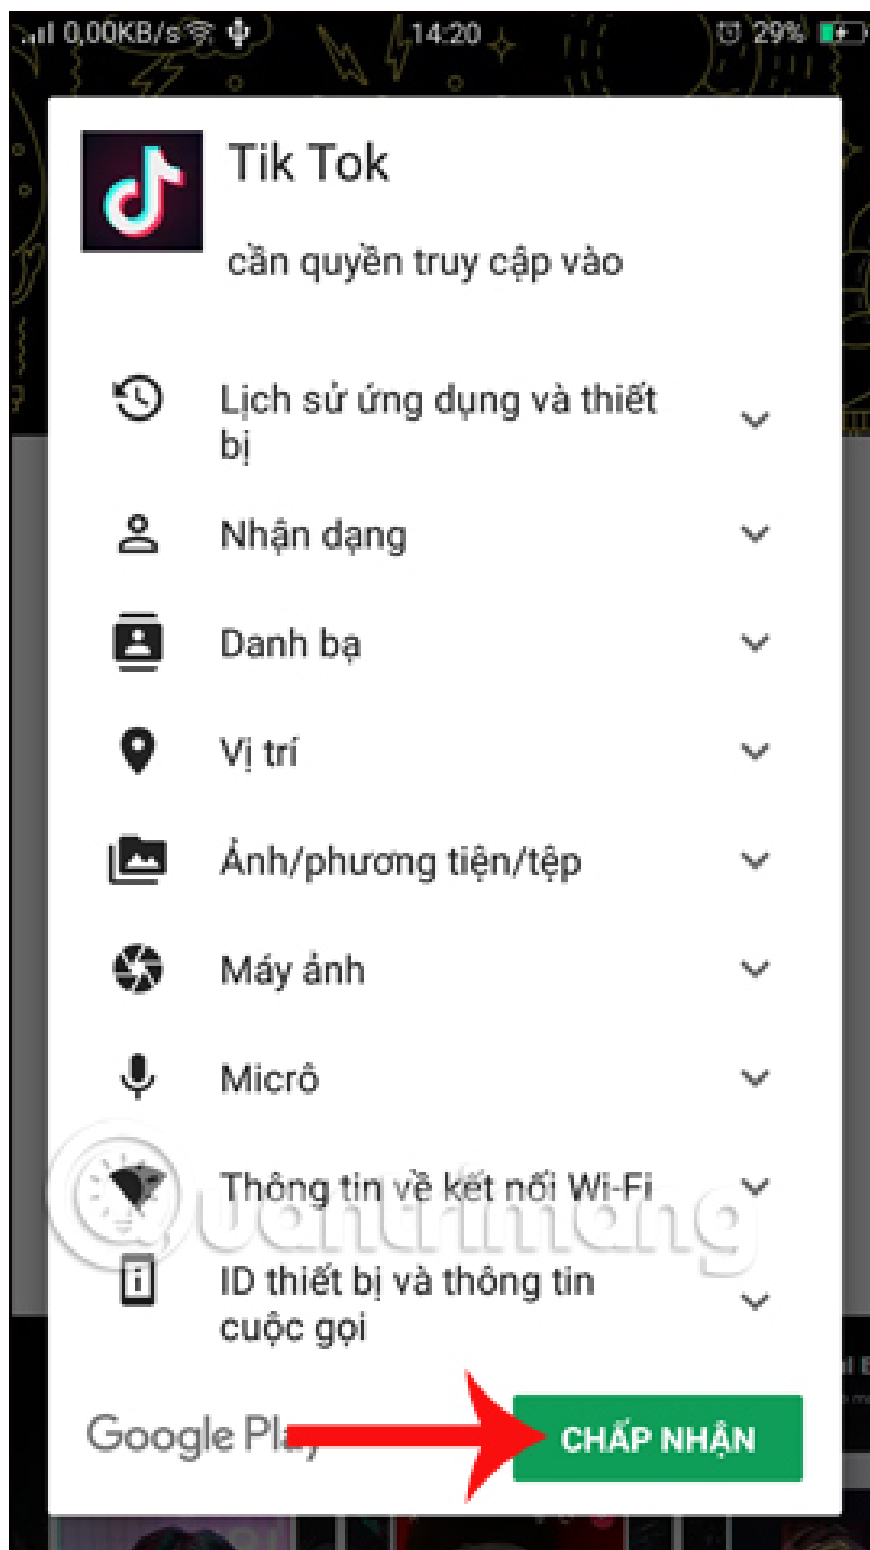 0,00KB/s 14:20 29%
Tik Tok
cần quyền truy cập vào
Lịch sử ứng dụng và thiết
bị
Nhận dạng
Danh bạ
Vị trí
Ảnh/phương tiện/tệp
Máy ảnh
Micrô
Thông tin về kết nối Wi-Fi
Quantrimang
ID thiết bị và thông tin
cuộc gọi
Google Play
CHẤP NHẬN